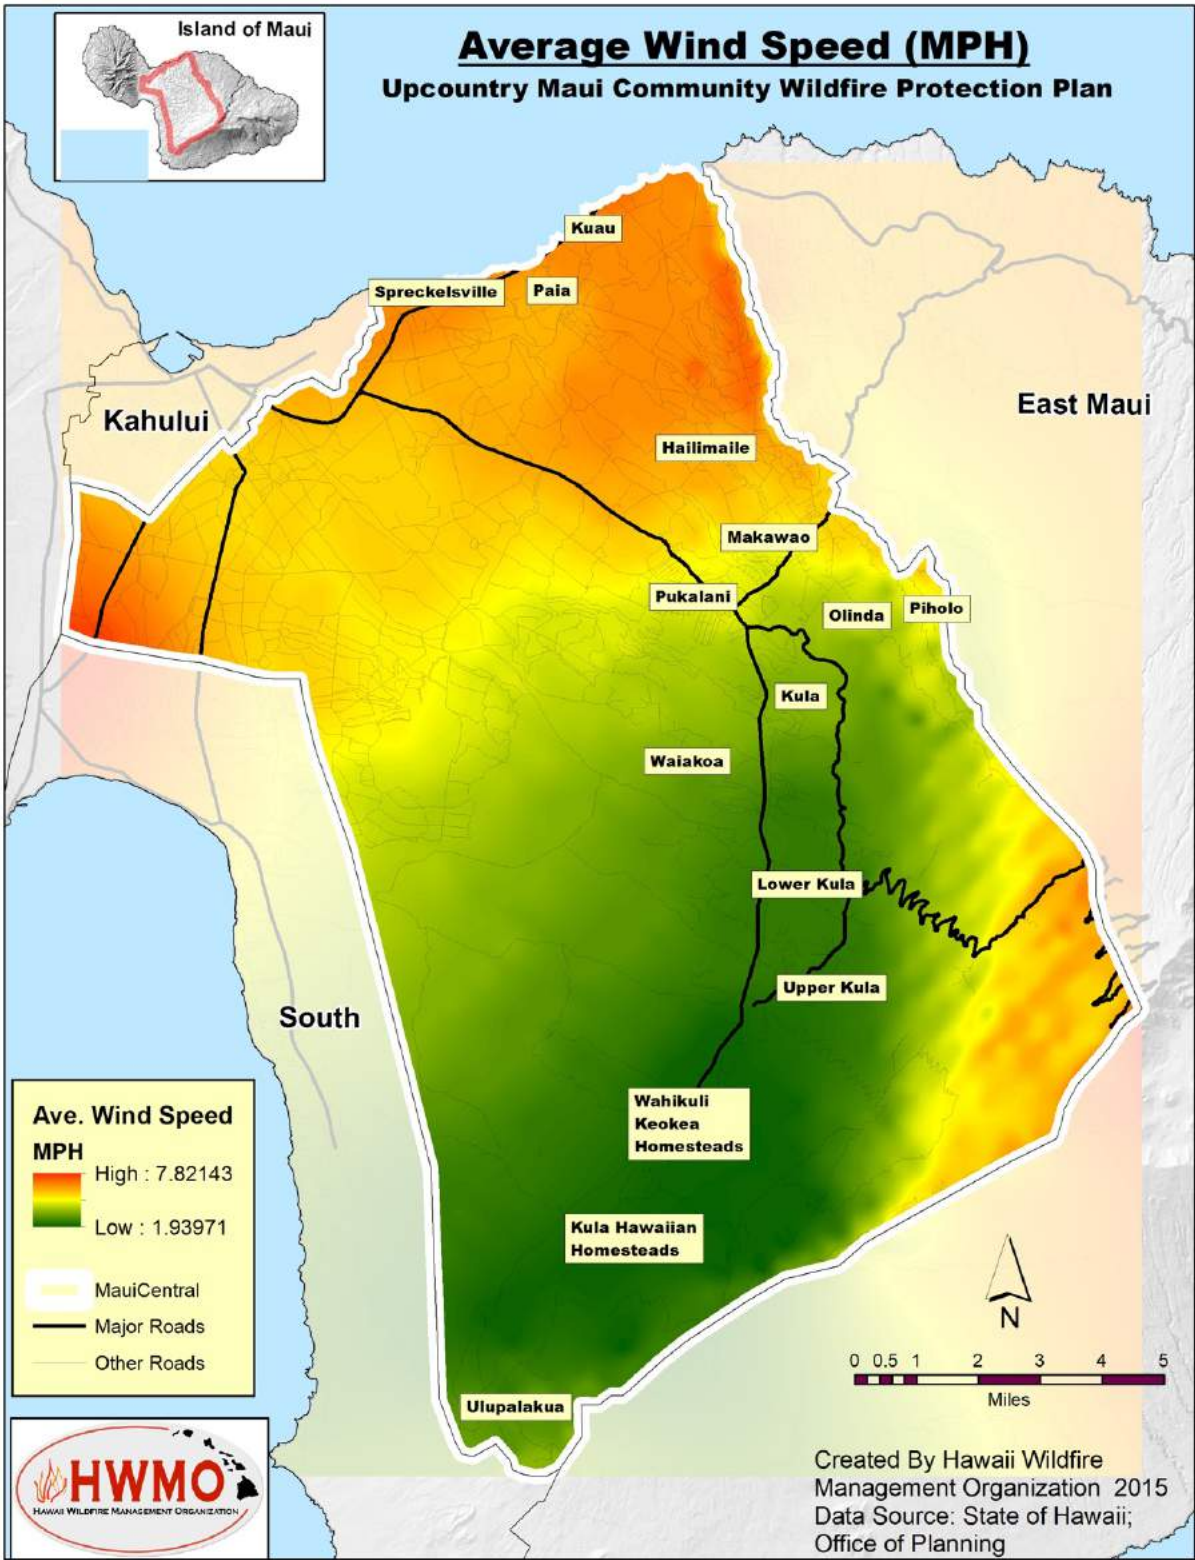 Island of Maui
Average Wind Speed (MPH)
Upcountry Maui Community Wildfire Protection Plan
Kuau
Spreckelsville
Paia
Kahului
East Maui
Hailimaile
Makawao
Pukalani
Olinda
Piholo
Kula
Waiakoa
Lower Kula
Upper Kula
South
Wahikuli
Keokea
Homesteads
Kula Hawaiian
Homesteads
Ulupalakua
Ave. Wind Speed
MPH
High : 7.82143
Low : 1.93971
MauiCentral
Major Roads
Other Roads
N
0 0.5 1 2 3 4 5
Miles
HWMO
HAWAII WILDFIRE MANAGEMENT ORGANIZATION
Created By Hawaii Wildfire
Management Organization 2015
Data Source: State of Hawaii;
Office of Planning